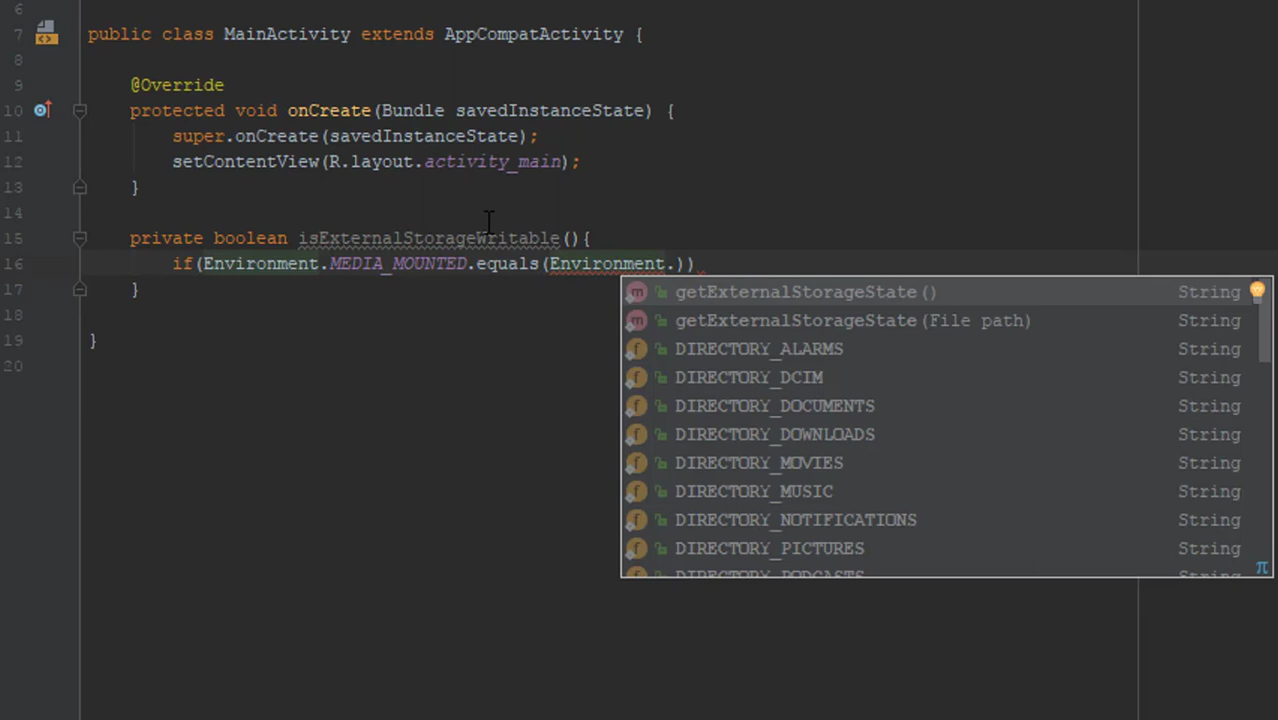 6
7 public class MainActivity extends AppCompatActivity {
8
9 @Override
10 protected void onCreate(Bundle savedInstanceState) {
11 super.onCreate(savedInstanceState);
12 setContentView(R.layout.activity_main);
13 }
14
15 private boolean isExternalStorageWritable(){
16 if(Environment.MEDIA_MOUNTED.equals(Environment.))
17 }
18
19 }
20
m getExternalStorageState() String
m getExternalStorageState(File path) String
f DIRECTORY_ALARMS String
f DIRECTORY_DCIM String
f DIRECTORY_DOCUMENTS String
f DIRECTORY_DOWNLOADS String
f DIRECTORY_MOVIES String
f DIRECTORY_MUSIC String
f DIRECTORY_NOTIFICATIONS String
f DIRECTORY_PICTURES String
f DIRECTORY_PODCASTS String
π